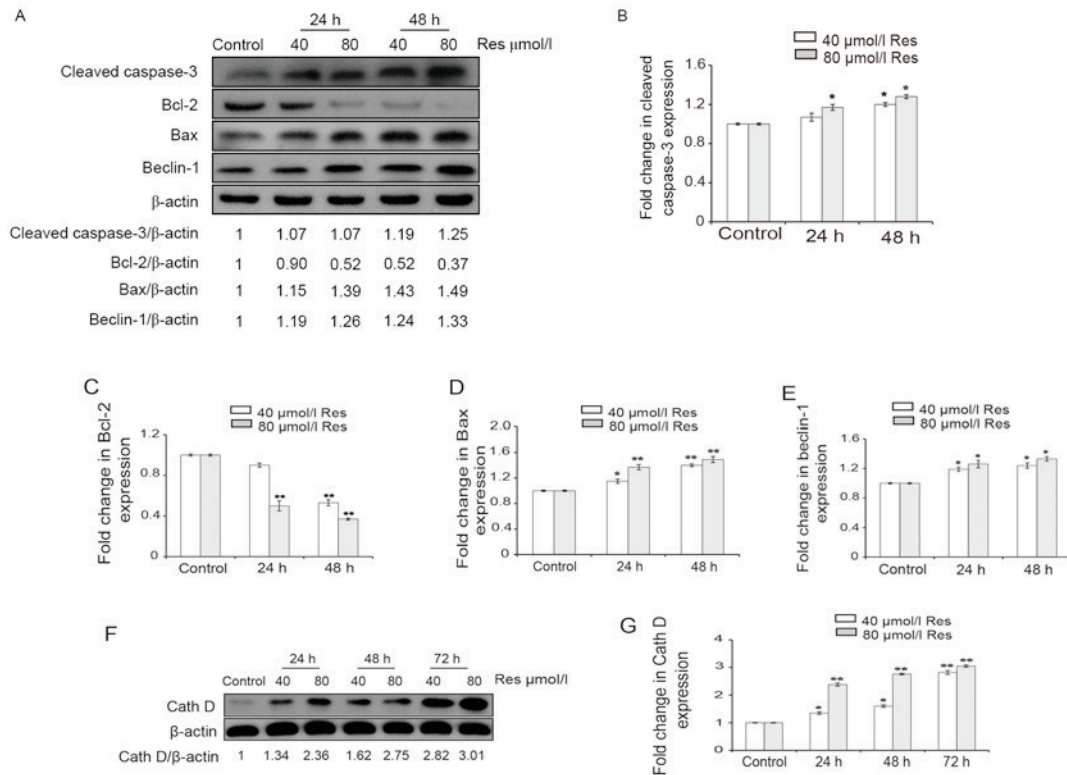 A
24 h 48 h
Control 40 80 40 80 Res μmol/l
Cleaved caspase-3
Bcl-2
Bax
Beclin-1
β-actin
Cleaved caspase-3/β-actin 1 1.07 1.07 1.19 1.25
Bcl-2/β-actin 1 0.90 0.52 0.52 0.37
Bax/β-actin 1 1.15 1.39 1.43 1.49
Beclin-1/β-actin 1 1.19 1.26 1.24 1.33
B
40 μmol/l Res
80 μmol/l Res
Fold change in cleaved
caspase-3 expression
1.8
1.4
1.0
0.6
* * *
Control 24 h 48 h
C
40 μmol/l Res
80 μmol/l Res
Fold change in Bcl-2
expression
1.2
0.8
0.4
0
** ** **
Control 24 h 48 h
D
40 μmol/l Res
80 μmol/l Res
Fold change in Bax
expression
2.0
1.6
1.2
0.8
0.4
0
* ** ** **
Control 24 h 48 h
E
40 μmol/l Res
80 μmol/l Res
Fold change in beclin-1
expression
1.8
1.4
1.0
0.6
* * * *
Control 24 h 48 h
F
24 h 48 h 72 h
Control 40 80 40 80 40 80 Res μmol/l
Cath D
β-actin
Cath D/β-actin 1 1.34 2.36 1.62 2.75 2.82 3.01
G
40 μmol/l Res
80 μmol/l Res
Fold change in Cath D
expression
4
3
2
1
0
* ** * ** ** **
Control 24 h 48 h 72 h